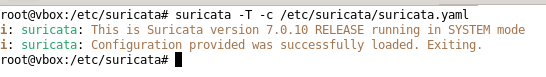 root@vbox:/etc/suricata# suricata -T -c /etc/suricata/suricata.yaml
i: suricata: This is Suricata version 7.0.10 RELEASE running in SYSTEM mode
i: suricata: Configuration provided was successfully loaded. Exiting.
root@vbox:/etc/suricata#